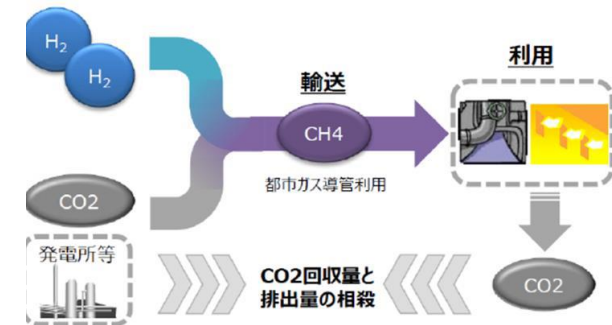 H2
H2
輸送
利用
CH4
都市ガス導管利用
CO2
発電所等
CO2回収量と
排出量の相殺
CO2